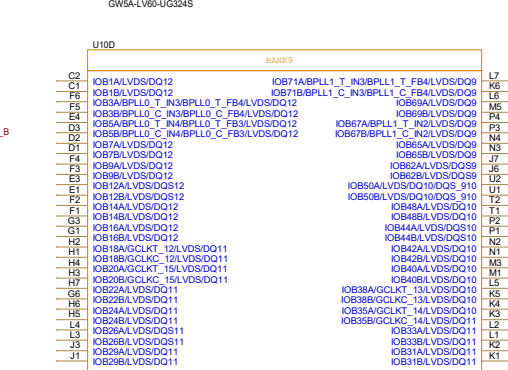 GW5A-LV60-UG324S
U10D
BANK9
_B
C2 IOB1A/LVDS/DQ12 IOB71A/BPLL1_T_IN3/BPLL1_T_FB4/LVDS/DQ9 L7
C1 IOB1B/LVDS/DQ12 IOB71B/BPLL1_C_IN3/BPLL1_C_FB4/LVDS/DQ9 K6
F6 IOB3A/BPLL0_T_IN3/BPLL0_T_FB4/LVDS/DQ12 IOB69A/LVDS/DQ9 L6
F5 IOB3B/BPLL0_C_IN3/BPLL0_C_FB4/LVDS/DQ12 IOB69B/LVDS/DQ9 M5
E4 IOB5A/BPLL0_T_IN4/BPLL0_T_FB3/LVDS/DQ12 IOB67A/BPLL1_T_IN2/LVDS/DQ9 P4
D3 IOB5B/BPLL0_C_IN4/BPLL0_C_FB3/LVDS/DQ12 IOB67B/BPLL1_C_IN2/LVDS/DQ9 P3
D2 IOB7A/LVDS/DQ12 IOB65A/LVDS/DQ9 N4
D1 IOB7B/LVDS/DQ12 IOB65B/LVDS/DQ9 N3
F4 IOB9A/LVDS/DQ12 IOB62A/LVDS/DQS9 J7
F3 IOB9B/LVDS/DQ12 IOB62B/LVDS/DQS9 J6
E3 IOB12A/LVDS/DQS12 IOB50A/LVDS/DQ10/DQS_910 U2
E1 IOB12B/LVDS/DQS12 IOB50B/LVDS/DQ10/DQS_910 U1
F2 IOB14A/LVDS/DQ12 IOB48A/LVDS/DQ10 T2
F1 IOB14B/LVDS/DQ12 IOB48B/LVDS/DQ10 T1
G3 IOB16A/LVDS/DQ12 IOB44A/LVDS/DQS10 P2
G1 IOB16B/LVDS/DQ12 IOB44B/LVDS/DQS10 P1
H2 IOB18A/GCLKT_12/LVDS/DQ11 IOB42A/LVDS/DQ10 N2
H1 IOB18B/GCLKC_12/LVDS/DQ11 IOB42B/LVDS/DQ10 N1
H4 IOB20A/GCLKT_15/LVDS/DQ11 IOB40A/LVDS/DQ10 M3
H3 IOB20B/GCLKC_15/LVDS/DQ11 IOB40B/LVDS/DQ10 M1
H7 IOB22A/LVDS/DQ11 IOB38A/GCLKT_13/LVDS/DQ10 L5
G6 IOB22B/LVDS/DQ11 IOB38B/GCLKC_13/LVDS/DQ10 K5
H6 IOB24A/LVDS/DQ11 IOB35A/GCLKT_14/LVDS/DQ10 K4
H5 IOB24B/LVDS/DQ11 IOB35B/GCLKC_14/LVDS/DQ11 K3
L4 IOB26A/LVDS/DQS11 IOB33A/LVDS/DQ11 L2
L3 IOB26B/LVDS/DQS11 IOB33B/LVDS/DQ11 L1
J3 IOB29A/LVDS/DQ11 IOB31A/LVDS/DQ11 K2
J1 IOB29B/LVDS/DQ11 IOB31B/LVDS/DQ11 K1